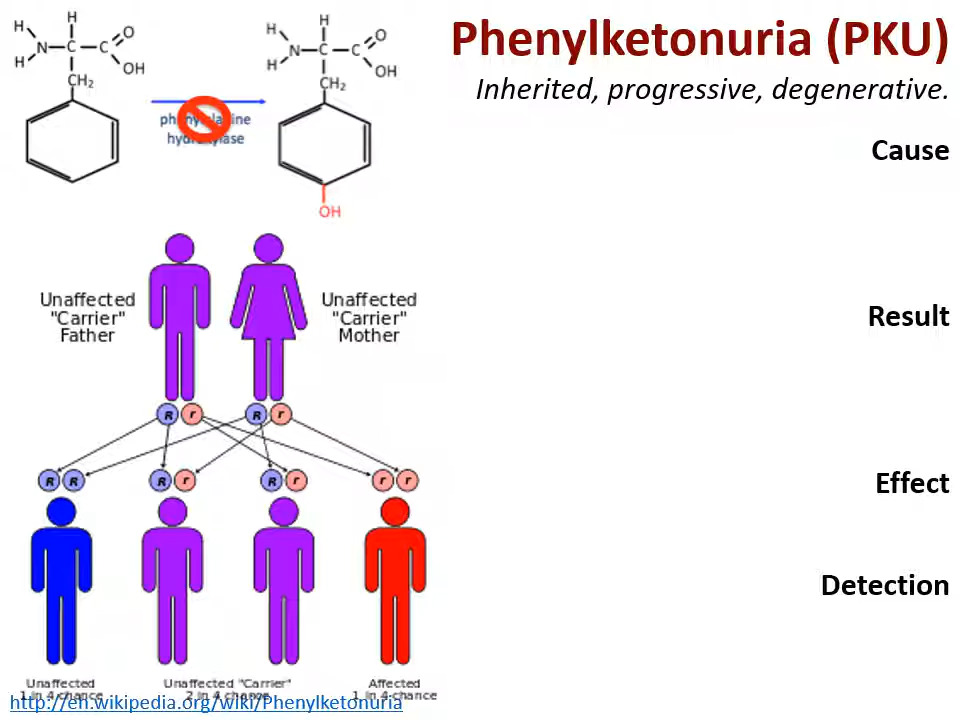 Phenylketonuria (PKU)
Inherited, progressive, degenerative.
Cause
Result
Effect
Detection
H
H
N
C
C
O
H
OH
CH₂
phenylalanine
hydroxylase
H
H
N
C
C
O
H
OH
CH₂
OH
Unaffected
"Carrier"
Father
Unaffected
"Carrier"
Mother
R r R r
R R R r R r r r
Unaffected
1 in 4 chance
Unaffected "Carrier"
2 in 4 chance
Affected
1 in 4 chance
http://en.wikipedia.org/wiki/Phenylketonuria